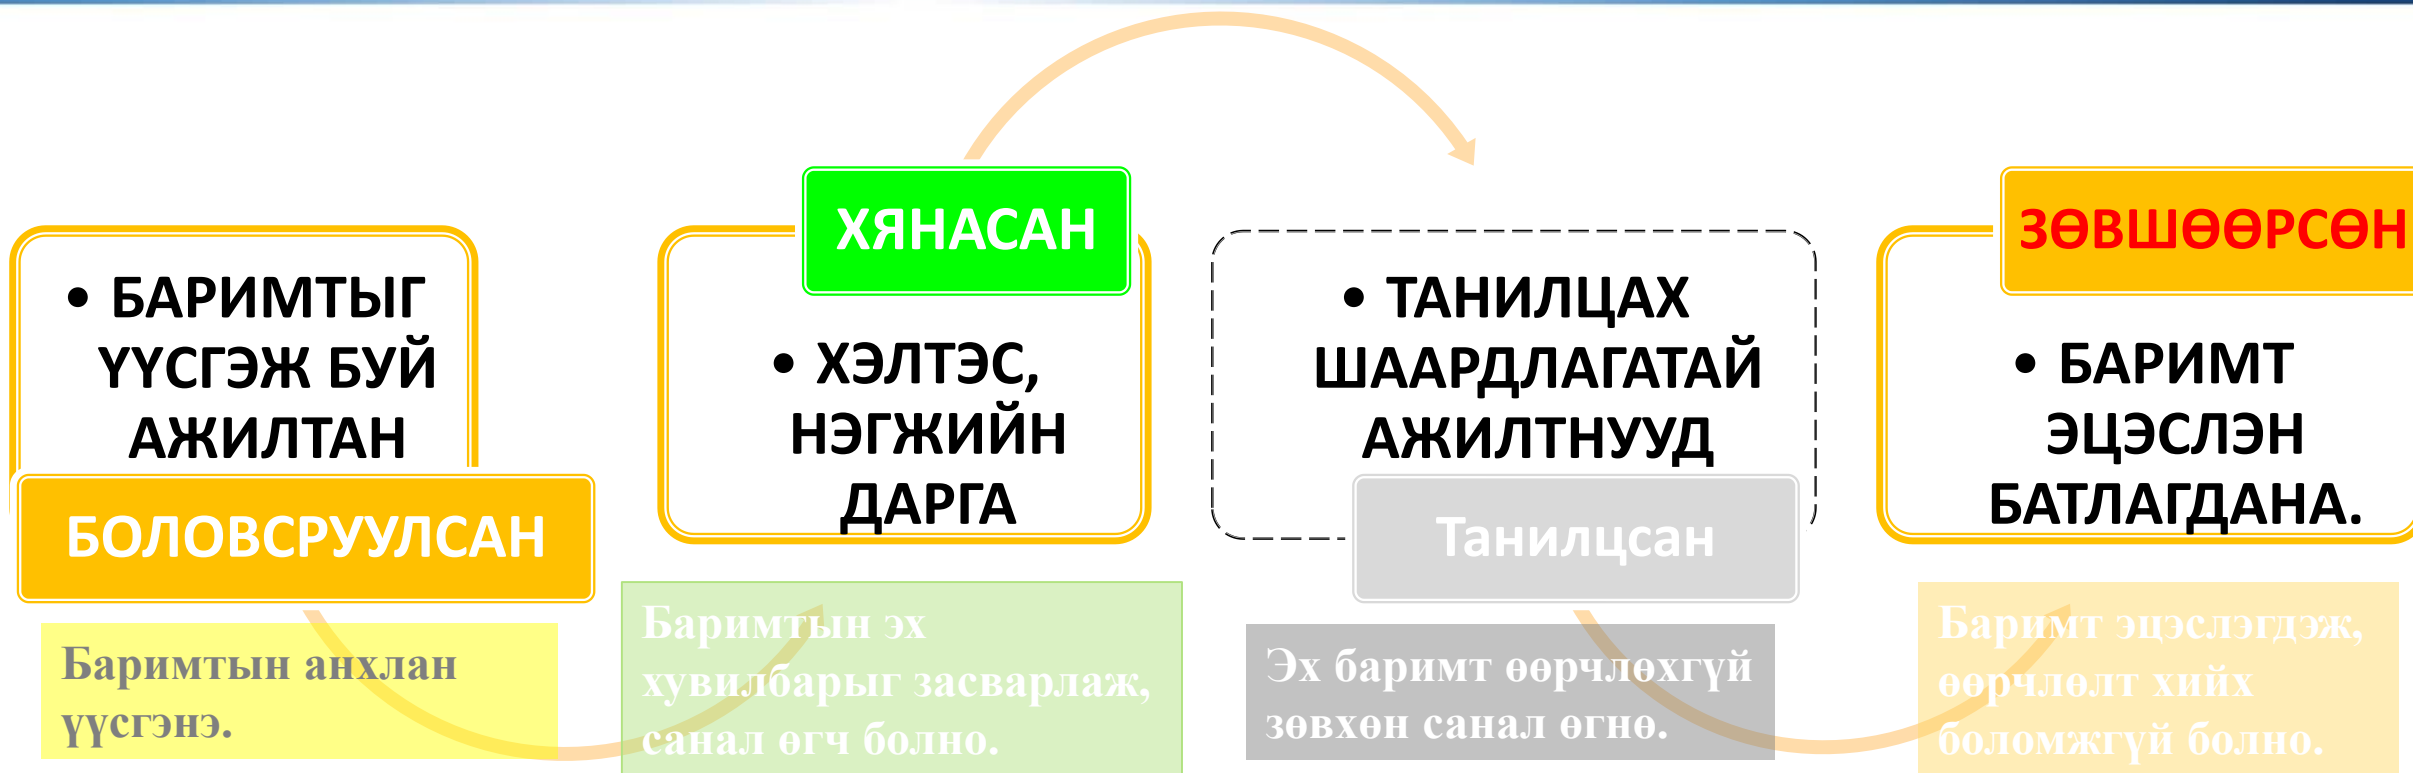 • БАРИМТЫГ
ҮҮСГЭЖ БУЙ
АЖИЛТАН
БОЛОВСРУУЛСАН
Баримтын анхлан
үүсгэнэ.
ХЯНАСАН
• ХЭЛТЭС,
НЭГЖИЙН
ДАРГА
Баримтын эх
хувилбарыг засварлаж,
санал өгч болно.
• ТАНИЛЦАХ
ШААРДЛАГАТАЙ
АЖИЛТНУУД
Танилцсан
Эх баримт өөрчлөхгүй
зөвхөн санал өгнө.
ЗӨВШӨӨРСӨН
• БАРИМТ
ЭЦЭСЛЭН
БАТЛАГДАНА.
Баримт эцэслэгдэж,
өөрчлөлт хийх
боломжгүй болно.